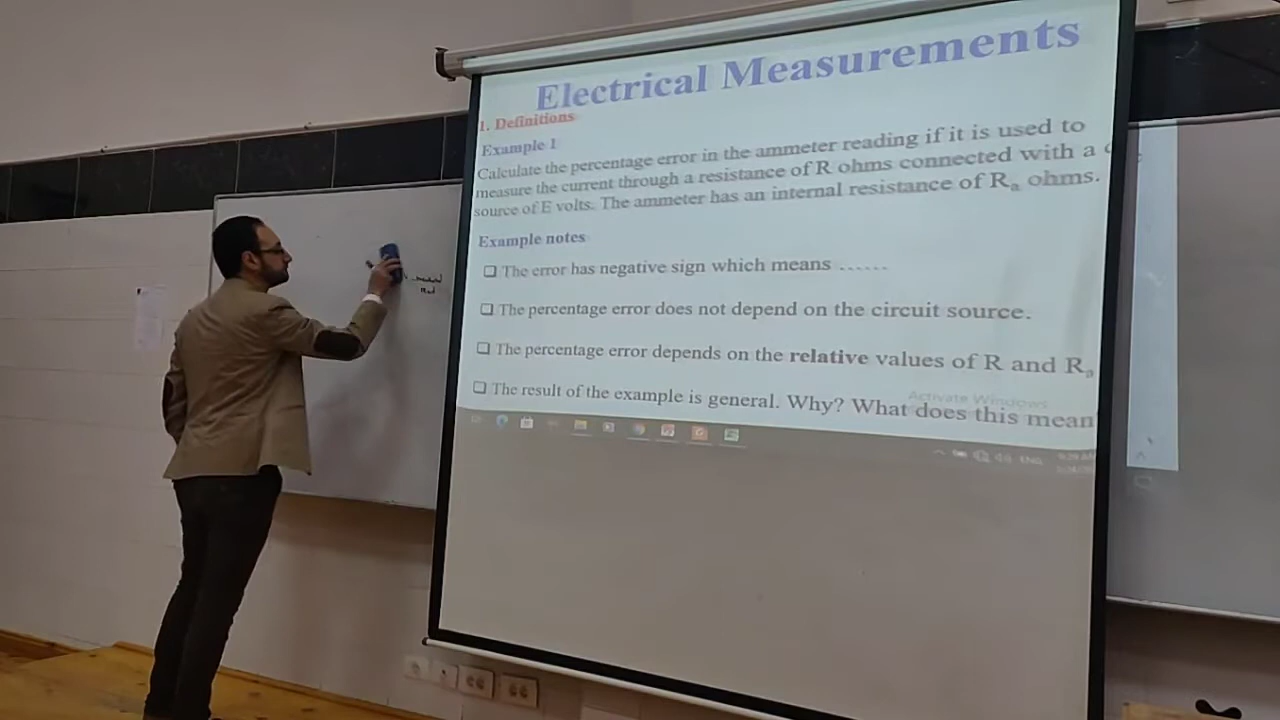 Electrical Measurements
1. Definitions
Example 1
Calculate the percentage error in the ammeter reading if it is used to
measure the current through a resistance of R ohms connected with a
source of E volts. The ammeter has an internal resistance of Rₐ ohms.
Example notes
❑ The error has negative sign which means ......
❑ The percentage error does not depend on the circuit source.
❑ The percentage error depends on the relative values of R and Rₐ
❑ The result of the example is general. Why? What does this mean
Activate Windows
ENG